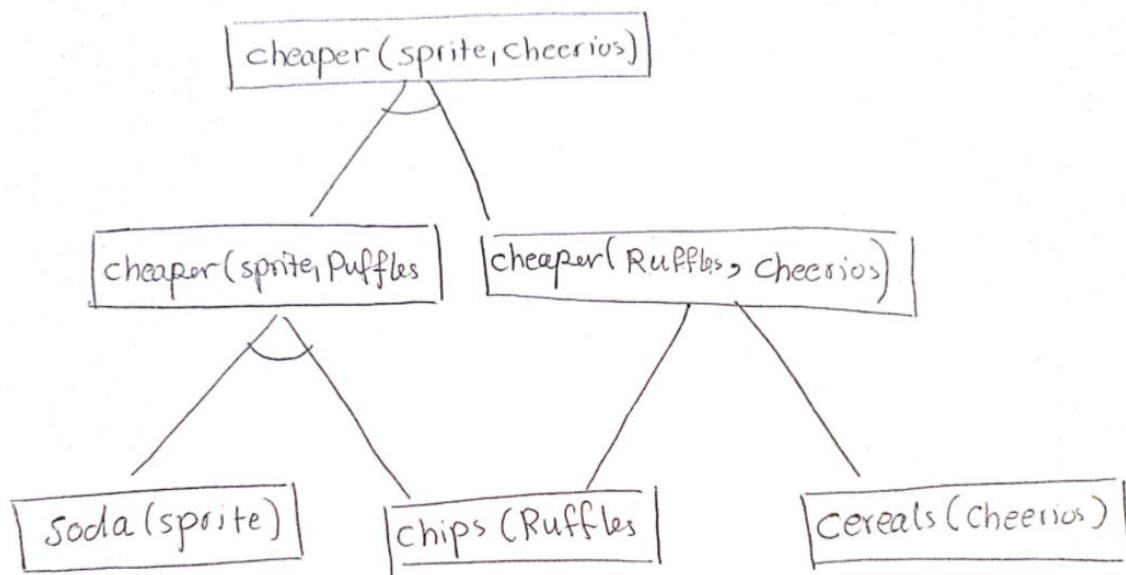 cheaper(sprite, Cheerios)
cheaper(sprite, Puffles
cheaper(Ruffles, Cheerios)
Soda(sprite)
Chips (Ruffles
Cereals (Cheerios)